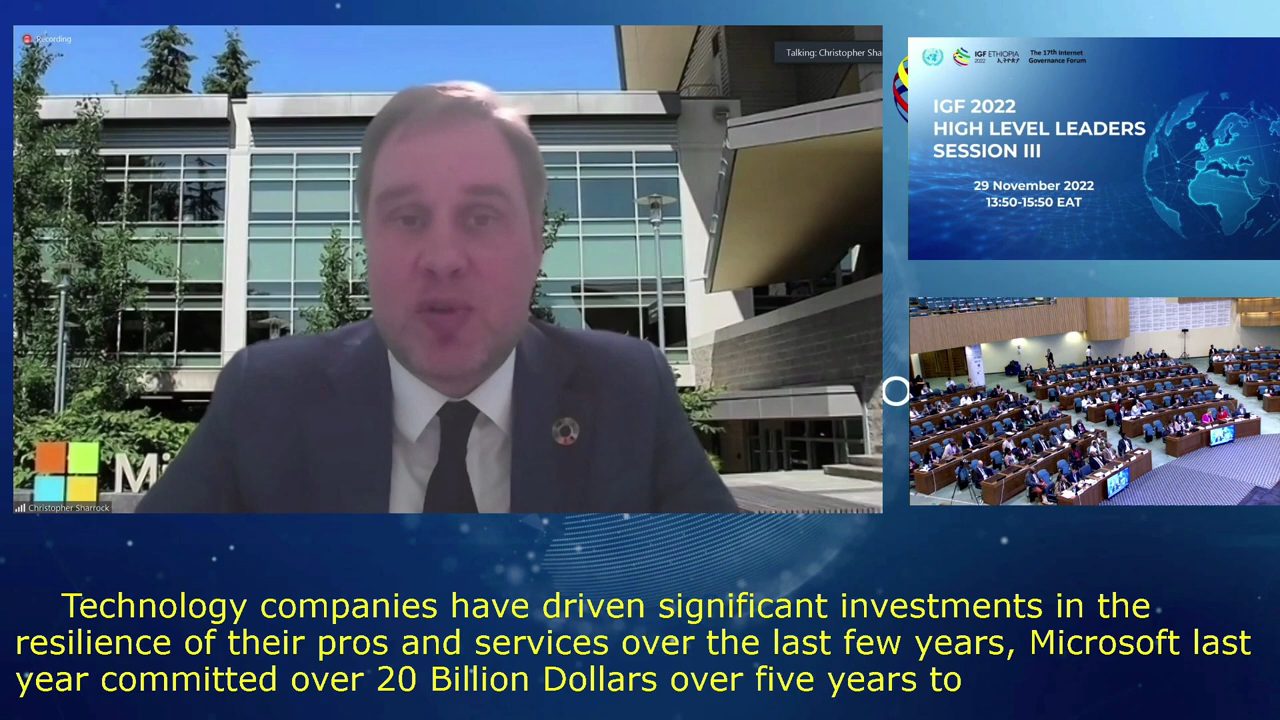 Recording
Talking: Christopher Sha
Mi
Christopher Sharrock
IGF ETHIOPIA
2022 ኢትዮጵያ
The 17th Internet
Governance Forum
IGF 2022
HIGH LEVEL LEADERS
SESSION III
29 November 2022
13:50-15:50 EAT
O
Technology companies have driven significant investments in the
resilience of their pros and services over the last few years, Microsoft last
year committed over 20 Billion Dollars over five years to